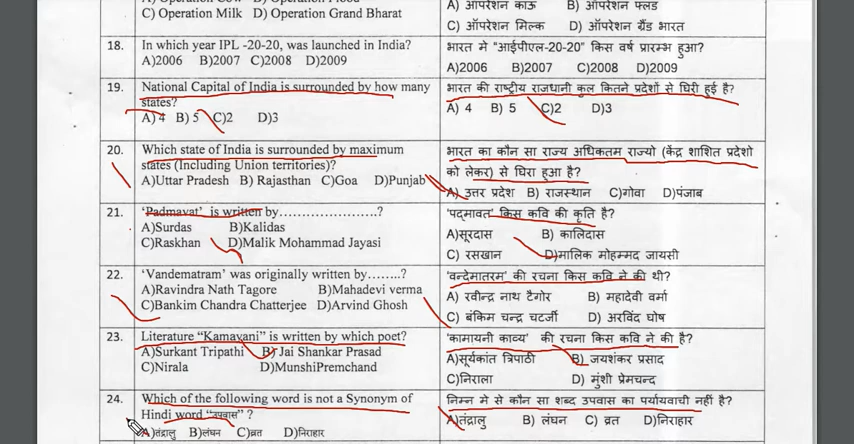 A) Operation Cow B) Operation Flood
C) Operation Milk D) Operation Grand Bharat
A) ऑपरेशन काऊ B) ऑपरेशन फ्लड
C) ऑपरेशन मिल्क D) ऑपरेशन ग्रैंड भारत
18. In which year IPL -20-20, was launched in India?
A)2006 B)2007 C)2008 D)2009
भारत मे "आईपीएल-20-20" किस वर्ष प्रारम्भ हुआ?
A)2006 B)2007 C)2008 D)2009
19. National Capital of India is surrounded by how many
states?
A) 4 B) 5 C)2 D)3
भारत की राष्ट्रीय राजधानी कुल कितने प्रदेशों से घिरी हुई है?
A) 4 B) 5 C)2 D)3
20. Which state of India is surrounded by maximum
states (Including Union territories)?
A)Uttar Pradesh B) Rajasthan C)Goa D)Punjab
भारत का कौन सा राज्य अधिकतम राज्यो (केंद्र शाशित प्रदेशो
को लेकर) से घिरा हुआ है?
A) उत्तर प्रदेश B) राजस्थान C)गोवा D)पंजाब
21. ‘Padmavat’ is written by…………………..?
A)Surdas B)Kalidas
C)Raskhan D)Malik Mohammad Jayasi
'पद्मावत' किस कवि की कृति है?
A)सूरदास B) कालिदास
C) रसखान D)मालिक मोहम्मद जायसी
22. ‘Vandematram’ was originally written by……..?
A)Ravindra Nath Tagore B)Mahadevi verma
C)Bankim Chandra Chatterjee D)Arvind Ghosh
'वन्देमातरम' की रचना किस कवि ने की थी?
A) रवीन्द्र नाथ टैगोर B) महादेवी वर्मा
C) बंकिम चन्द्र चटर्जी D) अरविंद घोष
23. Literature “Kamayani” is written by which poet?
A)Surkant Tripathi B) Jai Shankar Prasad
C)Nirala D)MunshiPremchand
'कामायनी काव्य' की रचना किस कवि ने की है?
A)सूर्यकांत त्रिपाठी B) जयशंकर प्रसाद
C)निराला D) मुंशी प्रेमचन्द
24. Which of the following word is not a Synonym of
Hindi word “उपवास” ?
A)तंद्रालु B)लंघन C)व्रत D)निराहार
निम्न मे से कौन सा शब्द उपवास का पर्यायवाची नहीं है?
A)तंद्रालु B) लंघन C) व्रत D)निराहार